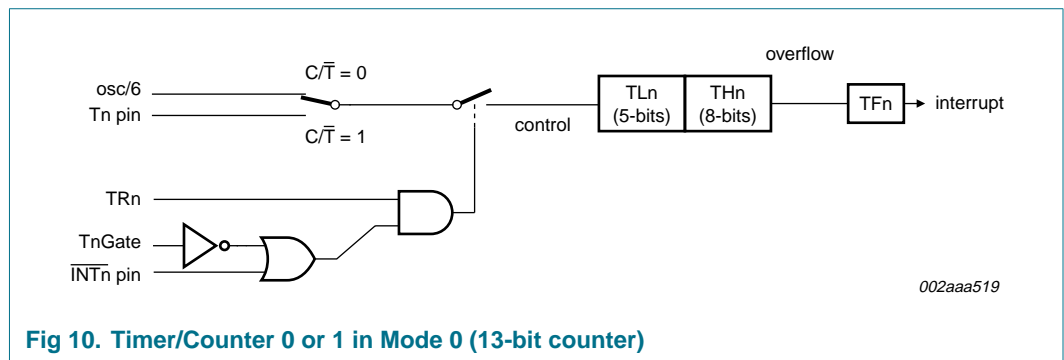 overflow
osc/6
C/T̅ = 0
TLn
(5-bits)
THn
(8-bits)
TFn
interrupt
Tn pin
control
C/T̅ = 1
TRn
TnGate
I̅N̅T̅n̅ pin
002aaa519
Fig 10. Timer/Counter 0 or 1 in Mode 0 (13-bit counter)